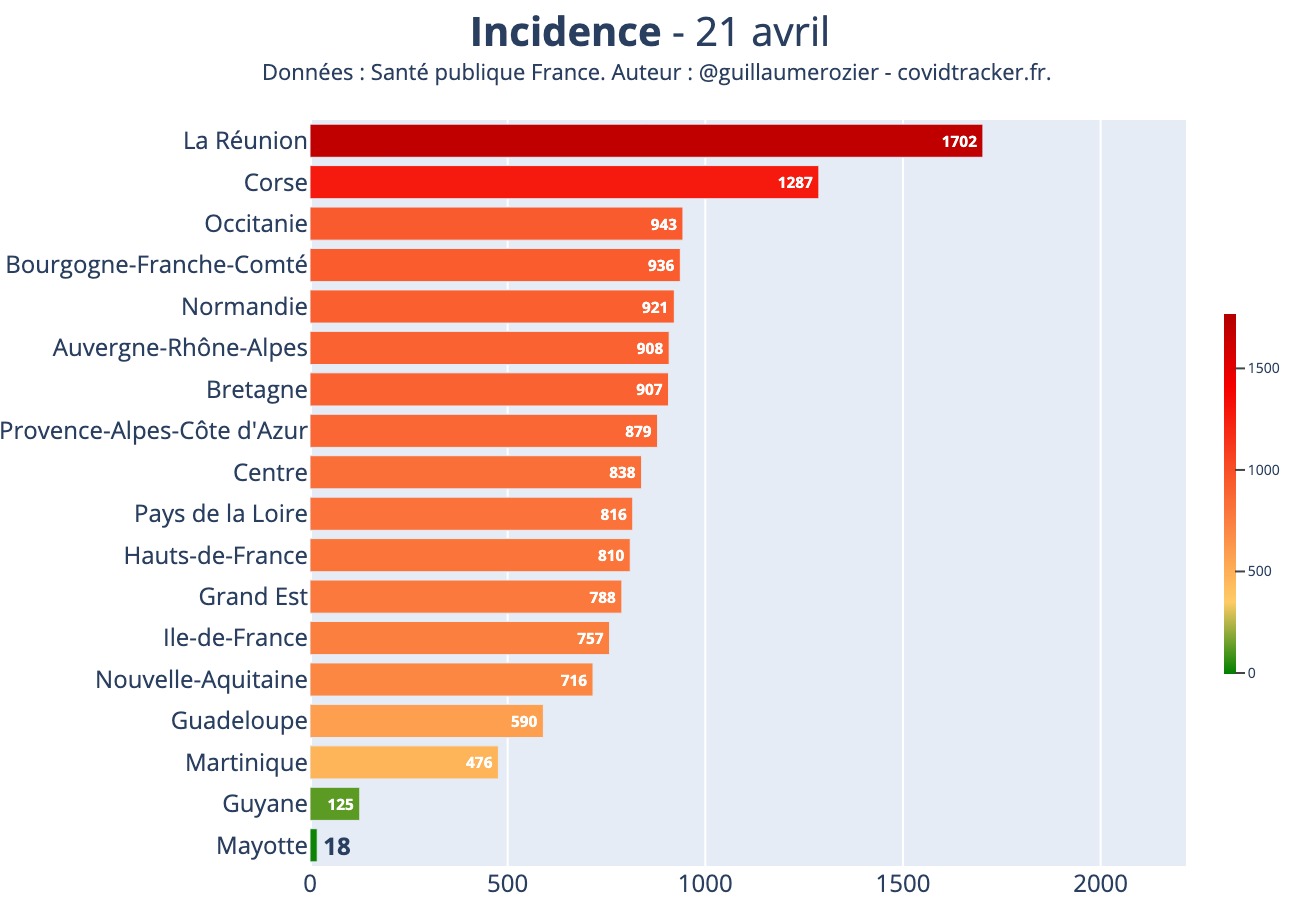 Incidence - 21 avril
Données : Santé publique France. Auteur : @guillaumerozier - covidtracker.fr.
La Réunion 1702
Corse 1287
Occitanie 943
Bourgogne-Franche-Comté 936
Normandie 921
Auvergne-Rhône-Alpes 908
Bretagne 907
Provence-Alpes-Côte d'Azur 879
Centre 838
Pays de la Loire 816
Hauts-de-France 810
Grand Est 788
Ile-de-France 757
Nouvelle-Aquitaine 716
Guadeloupe 590
Martinique 476
Guyane 125
Mayotte 18
0 500 1000 1500 2000
1500
1000
500
0